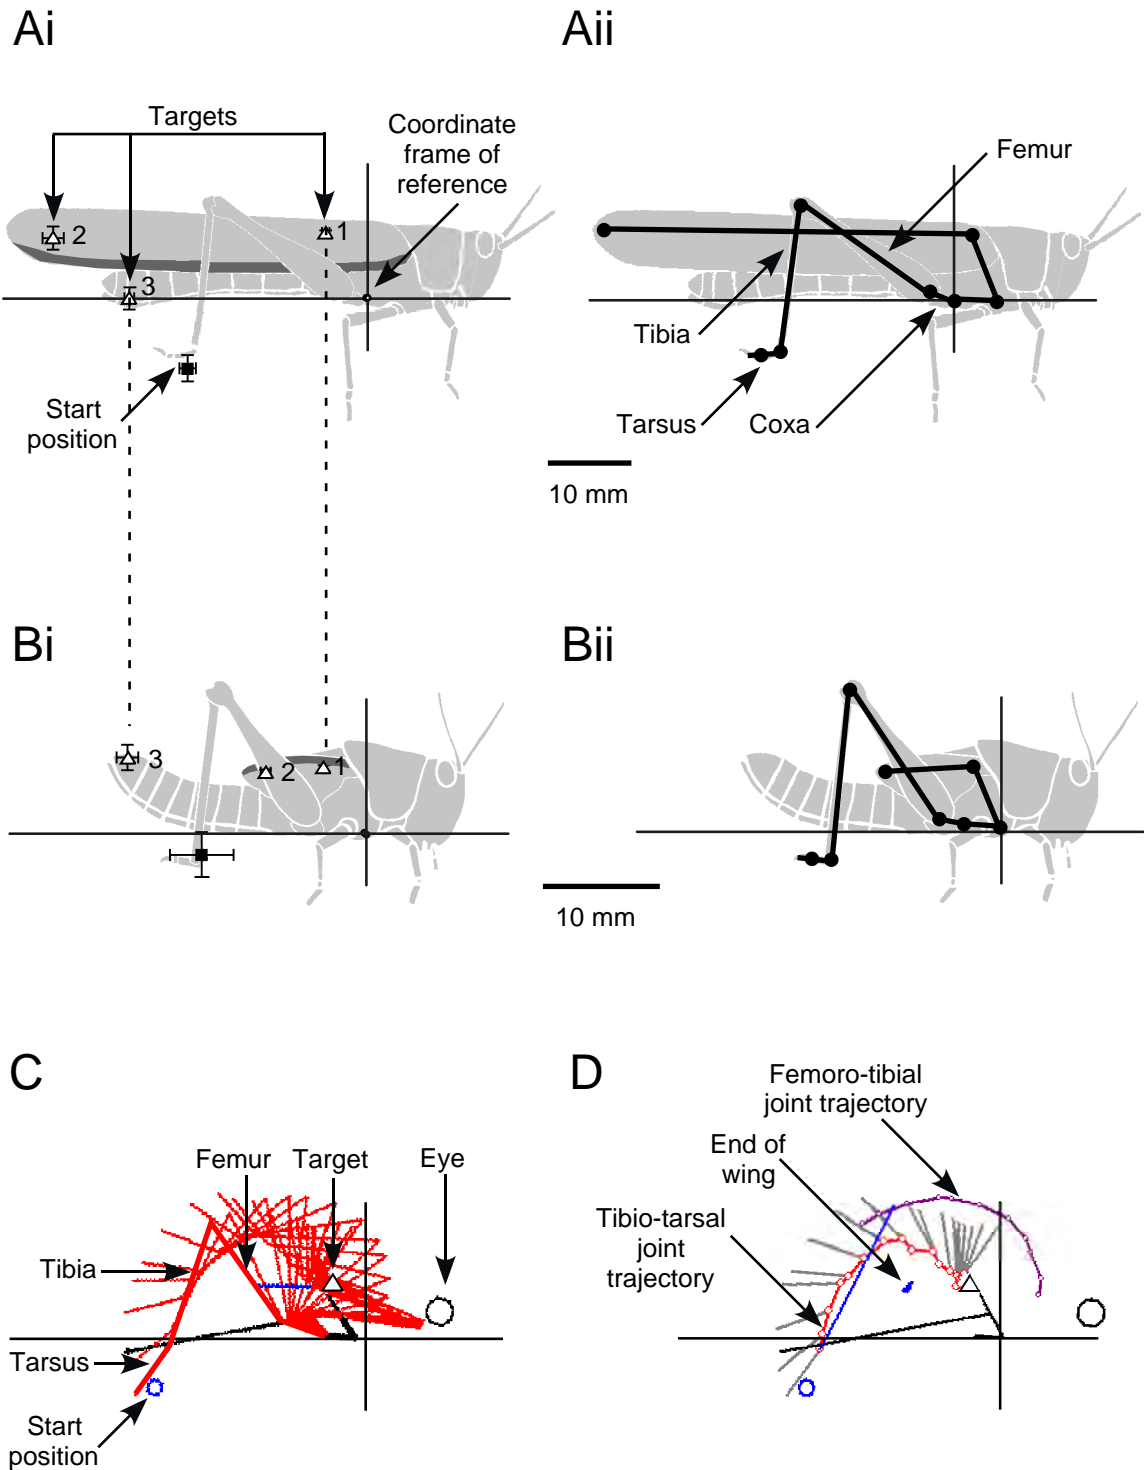 Ai
Aii
Targets
Coordinate
frame of
reference
Femur
1
2
3
Tibia
Start
position
Tarsus
Coxa
10 mm
Bi
Bii
3
2
1
10 mm
C
D
Femoro-tibial
joint trajectory
Femur
Target
Eye
End of
wing
Tibio-tarsal
joint
trajectory
Tibia
Tarsus
Start
position